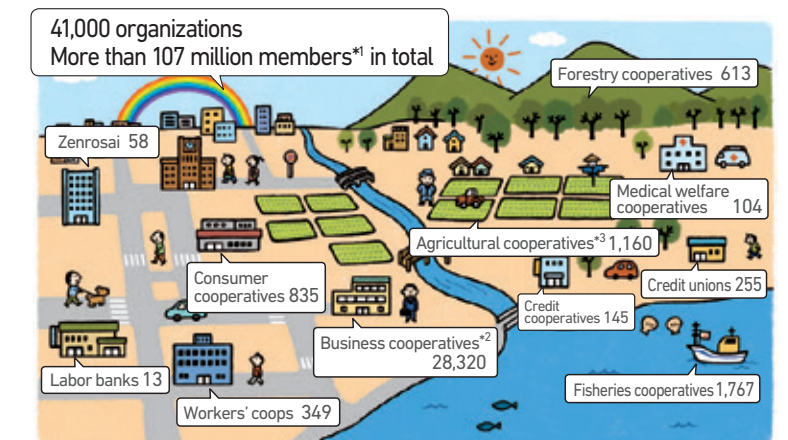 41,000 organizations
More than 107 million members*1 in total
Forestry cooperatives 613
Zenrosai 58
Medical welfare
cooperatives 104
Agricultural cooperatives*3 1,160
Consumer
cooperatives 835
Credit unions 255
Credit
cooperatives 145
Business cooperatives*2
28,320
Labor banks 13
Fisheries cooperatives 1,767
Workers' coops 349